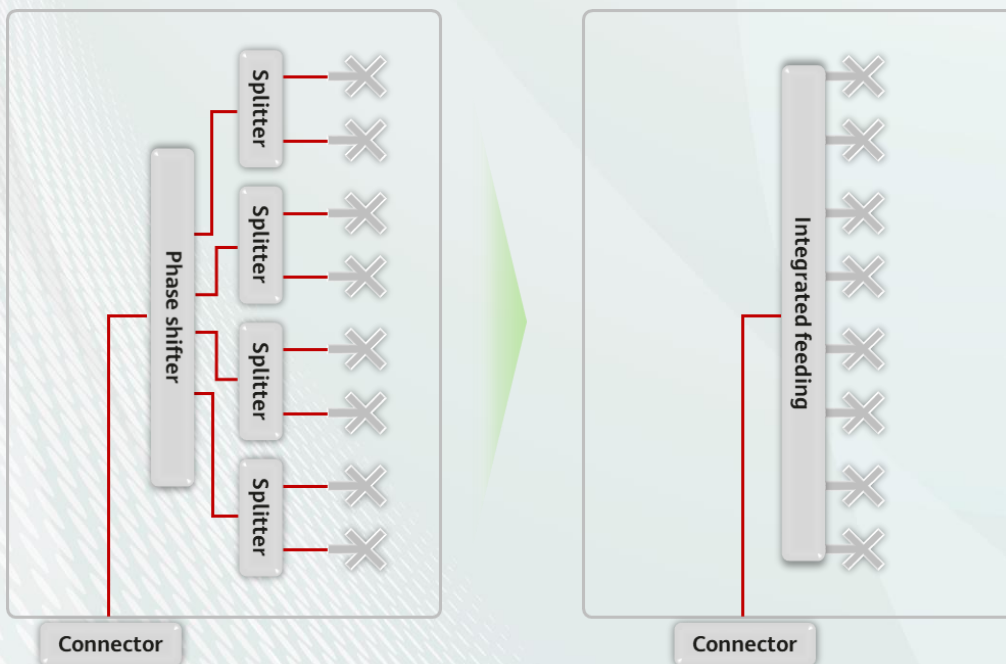 Splitter
Splitter
Phase shifter
Splitter
Splitter
Connector
Integrated feeding
Connector